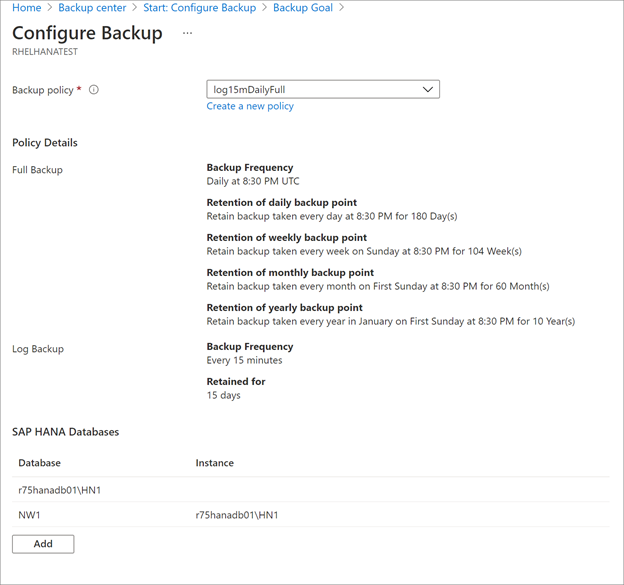 Home > Backup center > Start: Configure Backup > Backup Goal >
Configure Backup ...
RHELHANATEST
Backup policy *
log15mDailyFull
Create a new policy
Policy Details
Full Backup
Backup Frequency
Daily at 8:30 PM UTC
Retention of daily backup point
Retain backup taken every day at 8:30 PM for 180 Day(s)
Retention of weekly backup point
Retain backup taken every week on Sunday at 8:30 PM for 104 Week(s)
Retention of monthly backup point
Retain backup taken every month on First Sunday at 8:30 PM for 60 Month(s)
Retention of yearly backup point
Retain backup taken every year in January on First Sunday at 8:30 PM for 10 Year(s)
Log Backup
Backup Frequency
Every 15 minutes
Retained for
15 days
SAP HANA Databases
Database Instance
r75hanadb01\HN1
NW1 r75hanadb01\HN1
Add